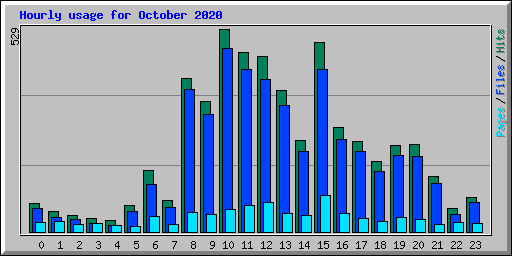 Hourly usage for October 2020
529
Pages / Files / Hits
0 1 2 3 4 5 6 7 8 9 10 11 12 13 14 15 16 17 18 19 20 21 22 23